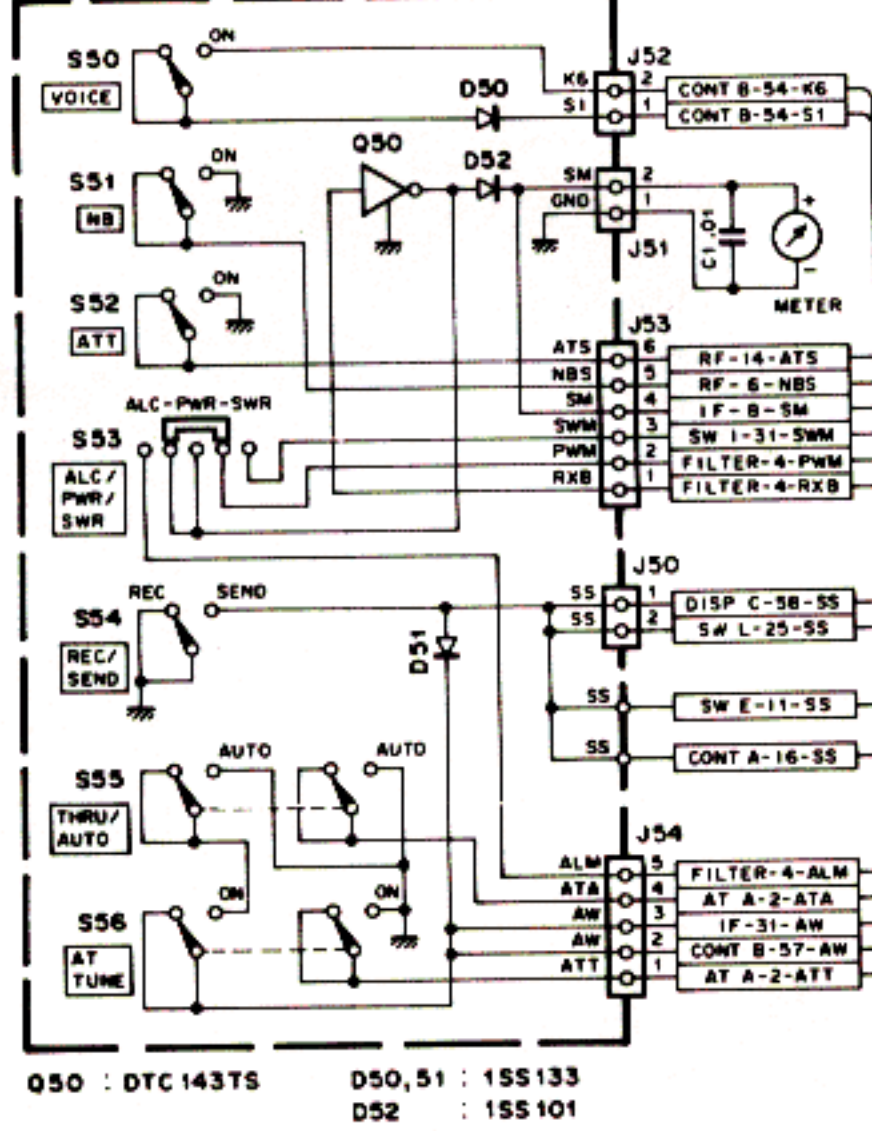 S50
VOICE
ON
D50
K6
S1
J52
2 CONT B-54-K6
1 CONT B-54-S1
S51
NB
ON
Q50
D52
SM
GND
2
1
J51
C1 .01
+
-
METER
S52
ATT
ON
J53
ATS 6 RF-14-ATS
NBS 5 RF-6-NBS
SM 4 IF-8-SM
SWM 3 SW I-31-SWM
PWM 2 FILTER-4-PWM
RXB 1 FILTER-4-RXB
ALC-PWR-SWR
S53
ALC/
PWR/
SWR
REC
SEND
S54
REC/
SEND
D51
J50
SS 1 DISP C-58-SS
SS 2 SW L-25-SS
SS SW E-11-SS
SS CONT A-16-SS
S55
THRU/
AUTO
AUTO
AUTO
S56
AT
TUNE
ON
ON
J54
ALM 5 FILTER-4-ALM
ATA 4 AT A-2-ATA
AW 3 IF-31-AW
AW 2 CONT B-57-AW
ATT 1 AT A-2-ATT
Q50 : DTC143TS
D50,51 : 1SS133
D52 : 1SS101